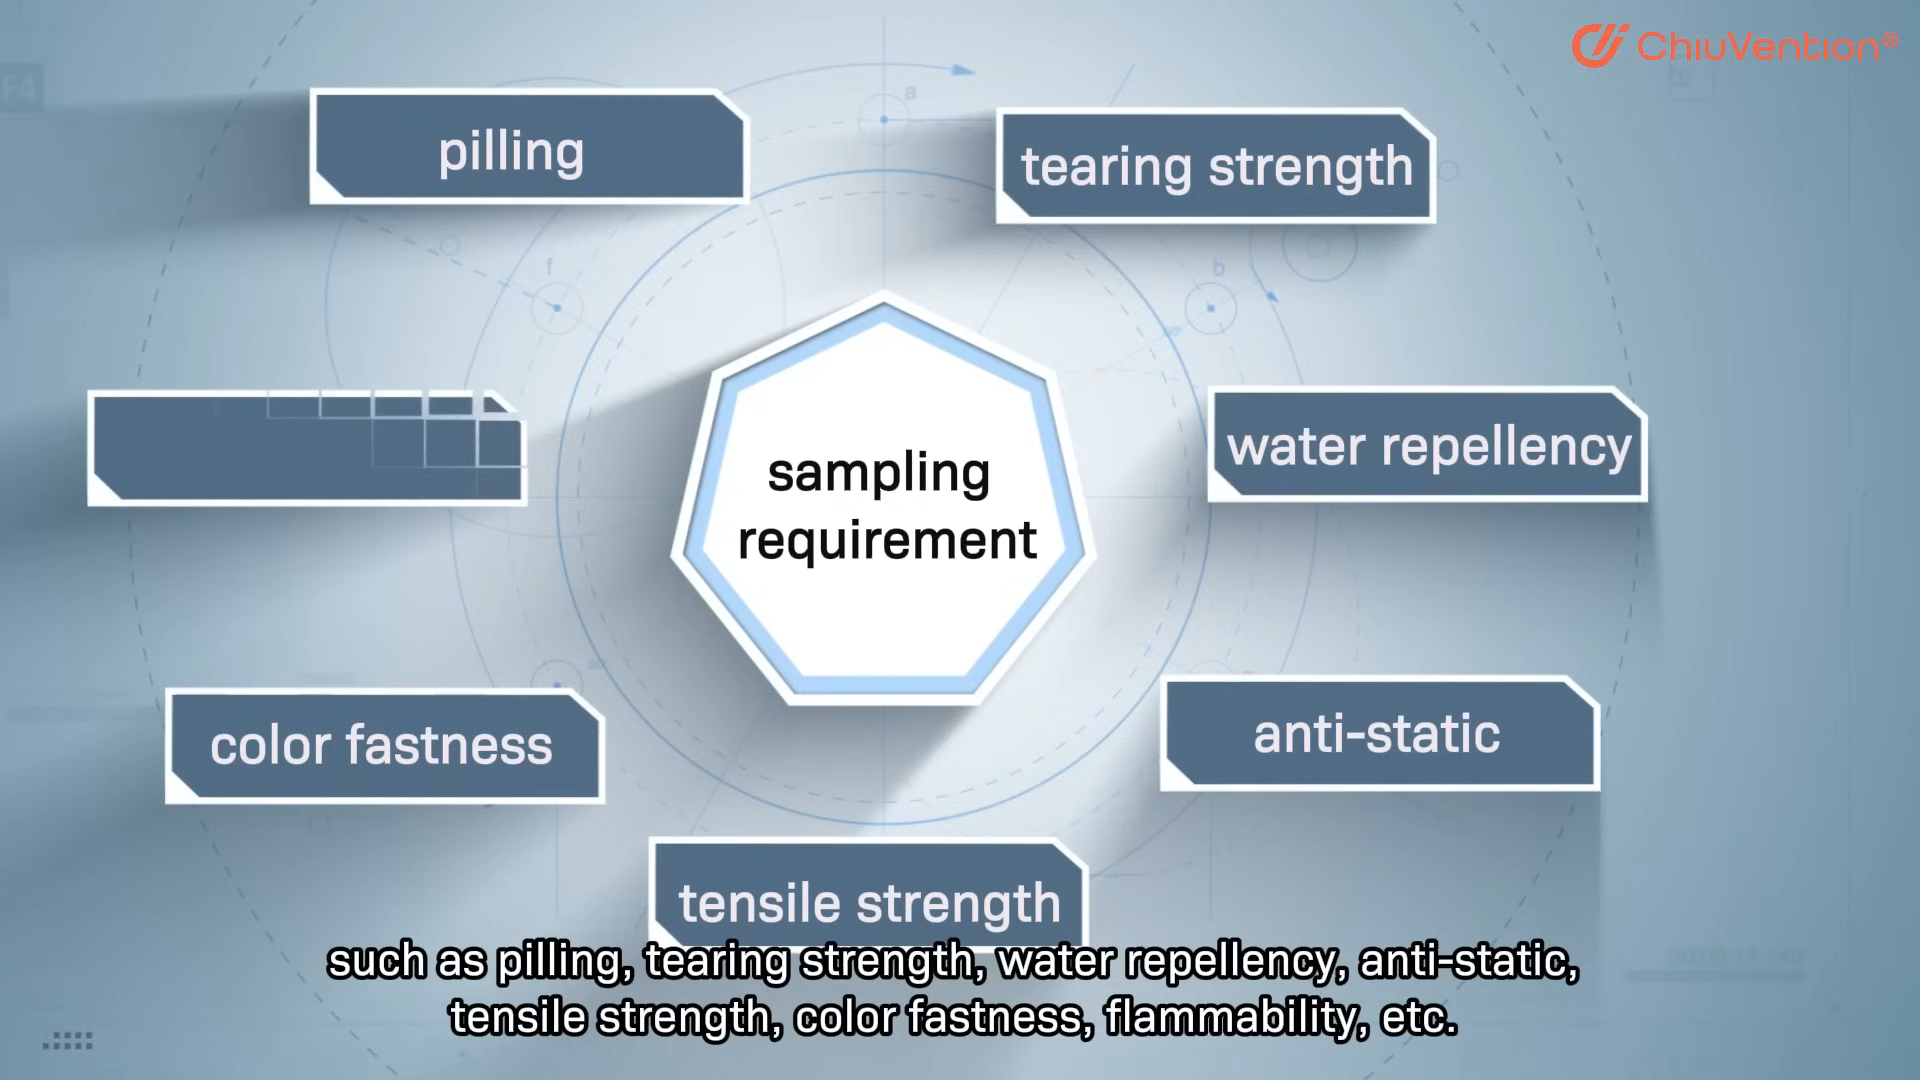 F4
ChiuVention®
pilling
a
tearing strength
f
b
sampling
requirement
water repellency
color fastness
anti-static
tensile strength
such as pilling, tearing strength, water repellency, anti-static,
tensile strength, color fastness, flammability, etc.